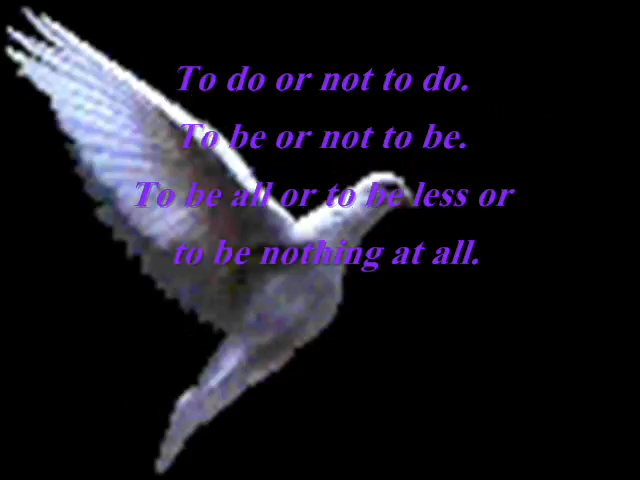 To do or not to do.
To be or not to be.
To be all or to be less or
to be nothing at all.